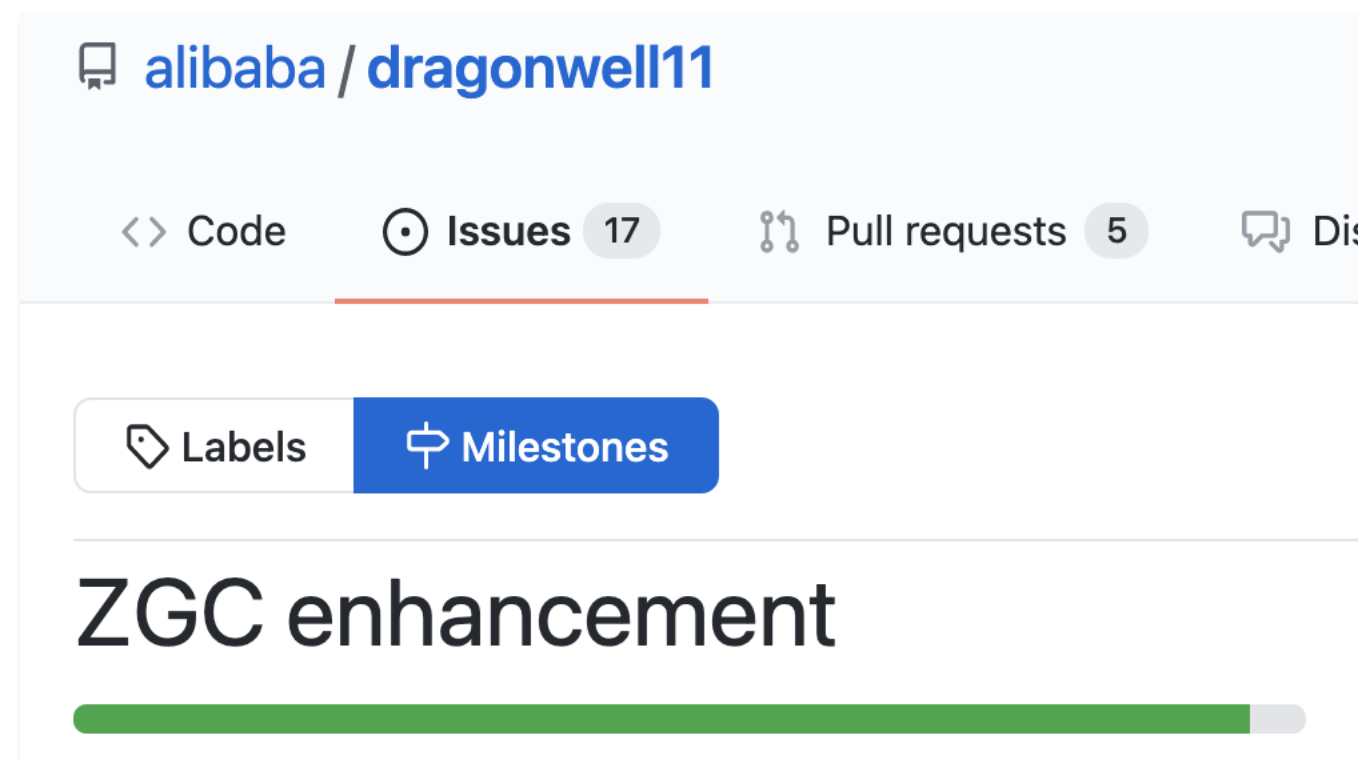 alibaba / dragonwell11
Code Issues 17 Pull requests 5
Labels Milestones
ZGC enhancement